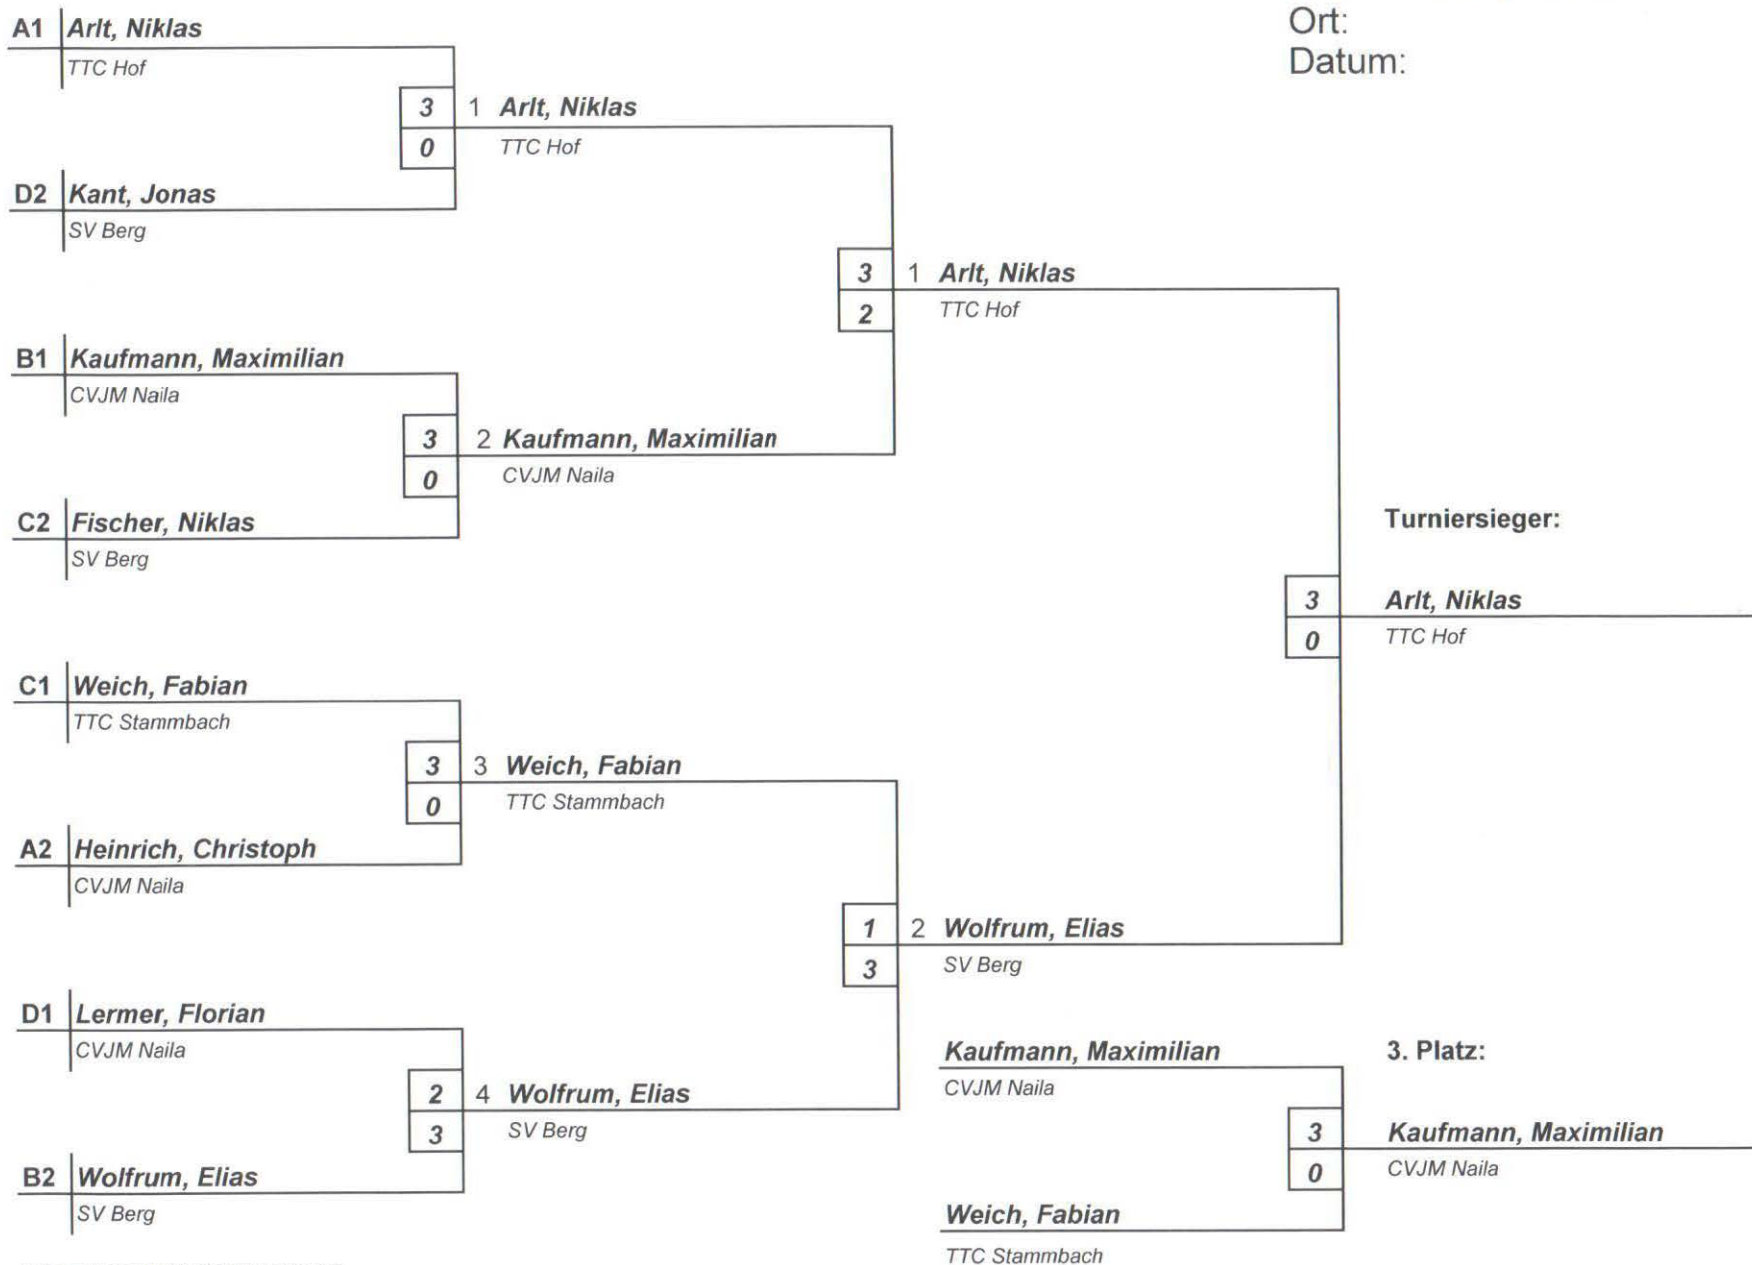 Ort:
Datum:
A1 Arlt, Niklas
TTC Hof
3 1 Arlt, Niklas
0 TTC Hof
D2 Kant, Jonas
SV Berg
3 1 Arlt, Niklas
2 TTC Hof
B1 Kaufmann, Maximilian
CVJM Naila
3 2 Kaufmann, Maximilian
0 CVJM Naila
C2 Fischer, Niklas
SV Berg
Turniersieger:
3 Arlt, Niklas
0 TTC Hof
C1 Weich, Fabian
TTC Stammbach
3 3 Weich, Fabian
0 TTC Stammbach
A2 Heinrich, Christoph
CVJM Naila
1 2 Wolfrum, Elias
3 SV Berg
D1 Lermer, Florian
CVJM Naila
2 4 Wolfrum, Elias
3 SV Berg
B2 Wolfrum, Elias
SV Berg
Kaufmann, Maximilian
CVJM Naila
3. Platz:
3 Kaufmann, Maximilian
0 CVJM Naila
Weich, Fabian
TTC Stammbach